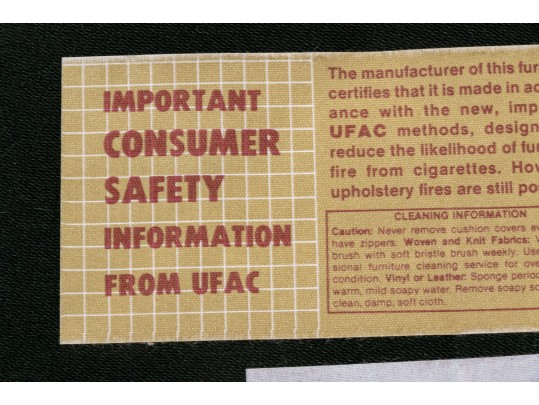 IMPORTANT
CONSUMER
SAFETY
INFORMATION
FROM UFAC
The manufacturer of this fur
certifies that it is made in ac
ance with the new, imp
UFAC methods, design
reduce the likelihood of fu
fire from cigarettes. How
upholstery fires are still po
CLEANING INFORMATION
Caution: Never remove cushion covers ev
have zippers. Woven and Knit Fabrics: V
brush with soft bristle brush weekly. Use
sional furniture cleaning service for ove
condition. Vinyl or Leather: Sponge period
warm, mild soapy water. Remove soapy so
clean, damp, soft cloth.